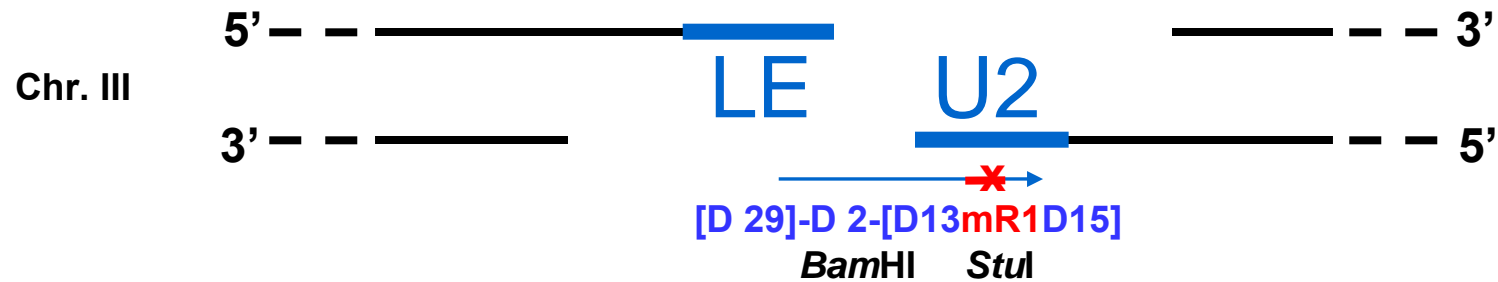 5’ 3’
LE U2
Chr. III
3’ 5’
x
[D 29]-D 2-[D13mR1D15]
BamHI StuI